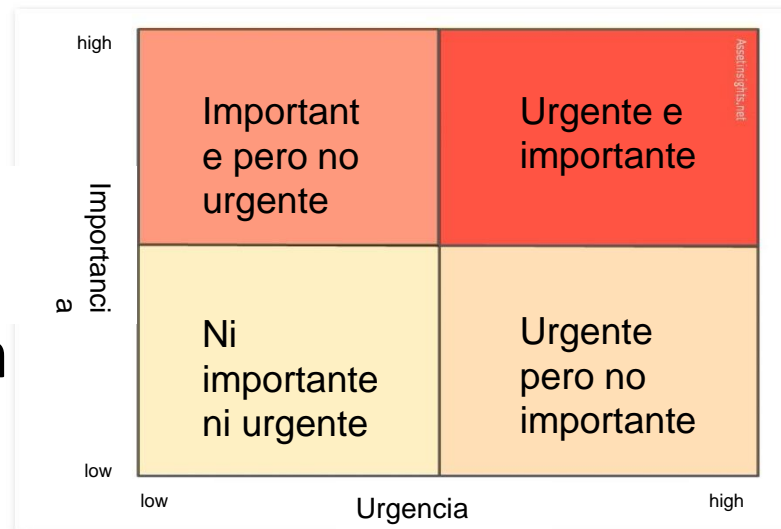 high
Important
e pero no
urgente
Urgente e
importante
Assetinsights.net
Importanci
a
Ni
importante
ni urgente
Urgente
pero no
importante
low
low
Urgencia
high